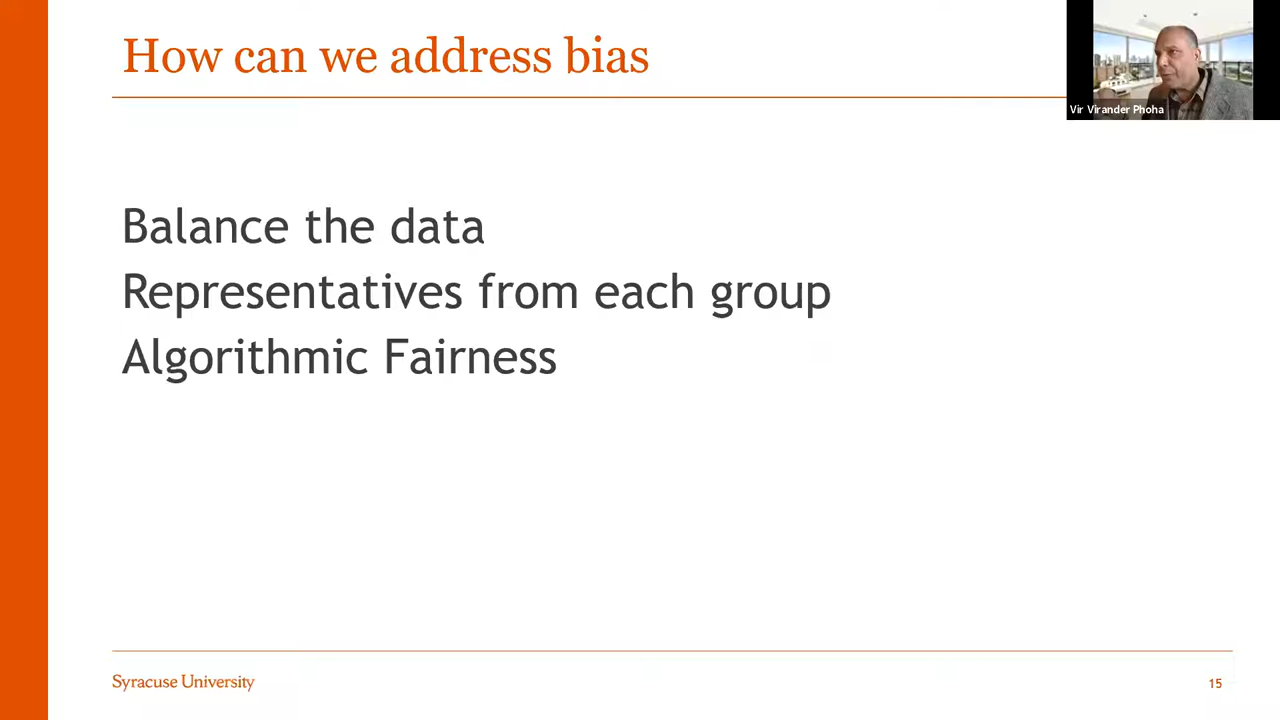 How can we address bias
Vir Virander Phoha
Balance the data
Representatives from each group
Algorithmic Fairness
Syracuse University
15